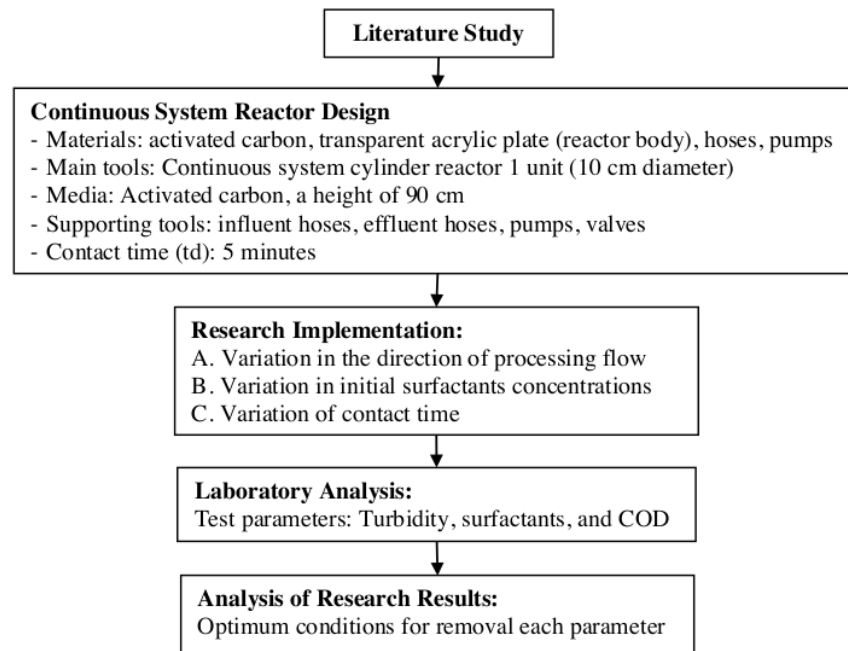 Literature Study
Continuous System Reactor Design
- Materials: activated carbon, transparent acrylic plate (reactor body), hoses, pumps
- Main tools: Continuous system cylinder reactor 1 unit (10 cm diameter)
- Media: Activated carbon, a height of 90 cm
- Supporting tools: influent hoses, effluent hoses, pumps, valves
- Contact time (td): 5 minutes
Research Implementation:
A. Variation in the direction of processing flow
B. Variation in initial surfactants concentrations
C. Variation of contact time
Laboratory Analysis:
Test parameters: Turbidity, surfactants, and COD
Analysis of Research Results:
Optimum conditions for removal each parameter